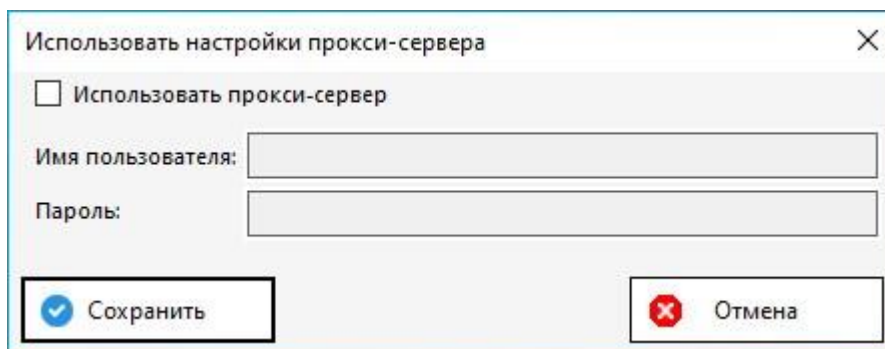 Использовать настройки прокси-сервера
Использовать прокси-сервер
Имя пользователя:
Пароль:
Сохранить
Отмена